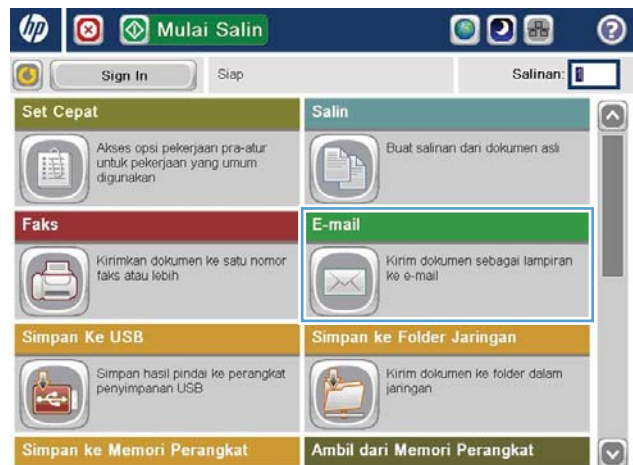 hp
Mulai Salin
?
Sign In
Siap
Salinan: 1
Set Cepat
Akses opsi pekerjaan pra-atur
untuk pekerjaan yang umum
digunakan
Salin
Buat salinan dari dokumen asli
Faks
Kirimkan dokumen ke satu nomor
faks atau lebih
E-mail
Kirim dokumen sebagai lampiran
ke e-mail
Simpan Ke USB
Simpan hasil pindai ke perangkat
penyimpanan USB
Simpan ke Folder Jaringan
Kirim dokumen ke folder dalam
jaringan
Simpan ke Memori Perangkat
Ambil dari Memori Perangkat